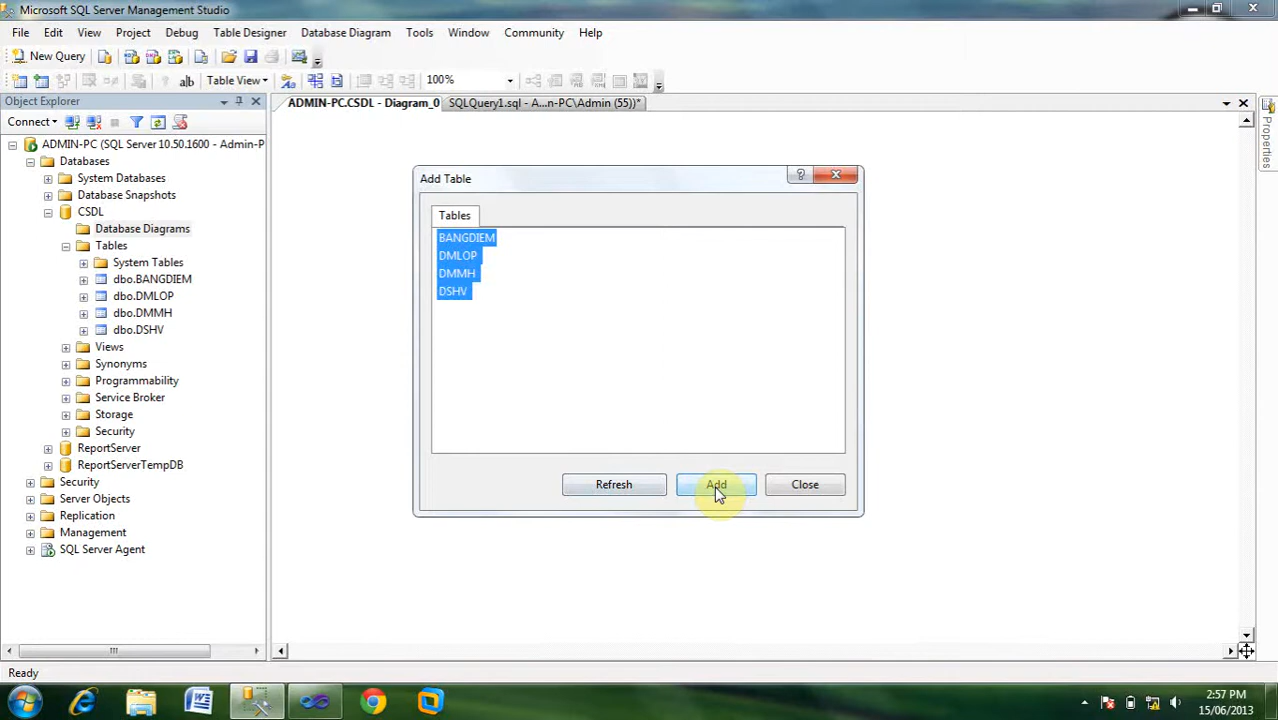 Microsoft SQL Server Management Studio
File Edit View Project Debug Table Designer Database Diagram Tools Window Community Help
New Query
Table View 100%
Object Explorer
ADMIN-PC.CSDL - Diagram_0 SQLQuery1.sql - A...n-PC\Admin (55))*
Connect
ADMIN-PC (SQL Server 10.50.1600 - Admin-P
Databases
System Databases
Database Snapshots
CSDL
Database Diagrams
Tables
System Tables
dbo.BANGDIEM
dbo.DMLOP
dbo.DMMH
dbo.DSHV
Views
Synonyms
Programmability
Service Broker
Storage
Security
ReportServer
ReportServerTempDB
Security
Server Objects
Replication
Management
SQL Server Agent
Add Table
Tables
BANGDIEM
DMLOP
DMMH
DSHV
Refresh Add Close
Properties
Ready
2:57 PM
15/06/2013